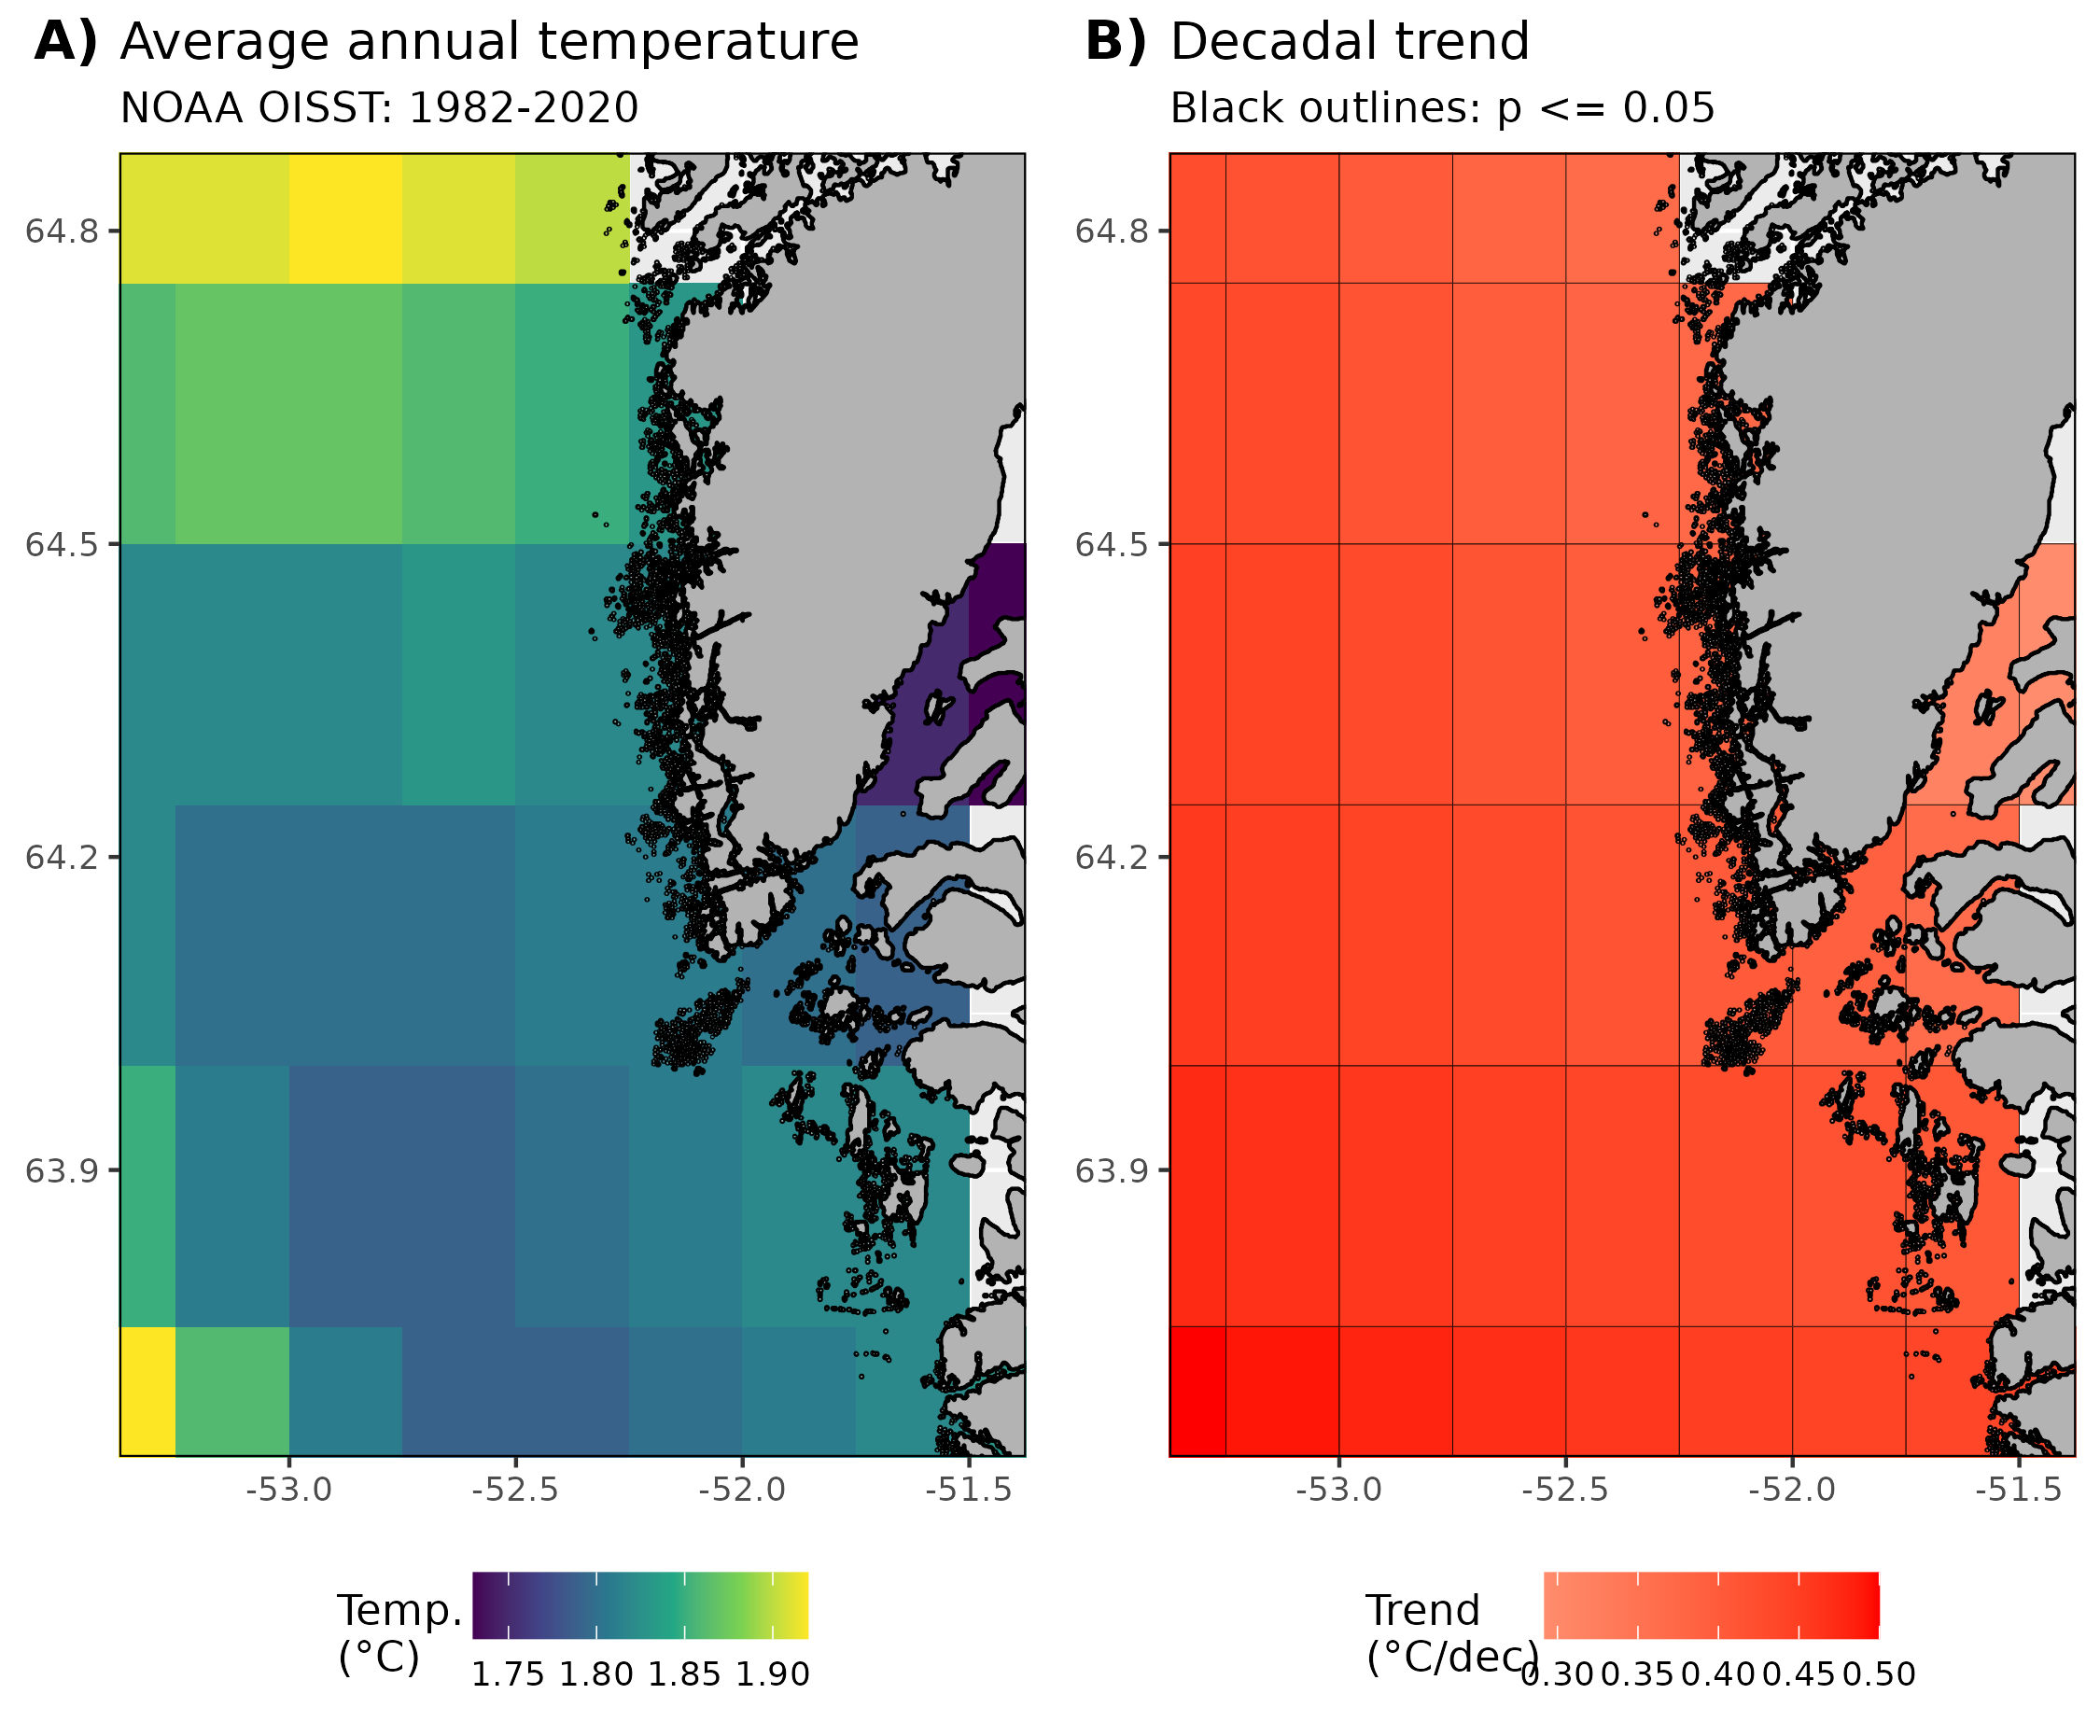 A) Average annual temperature
NOAA OISST: 1982-2020
64.8
64.5
64.2
63.9
-53.0 -52.5 -52.0 -51.5
Temp.
(°C)
1.75 1.80 1.85 1.90
B) Decadal trend
Black outlines: p <= 0.05
64.8
64.5
64.2
63.9
-53.0 -52.5 -52.0 -51.5
Trend
(°C/dec)
0.30 0.35 0.40 0.45 0.50